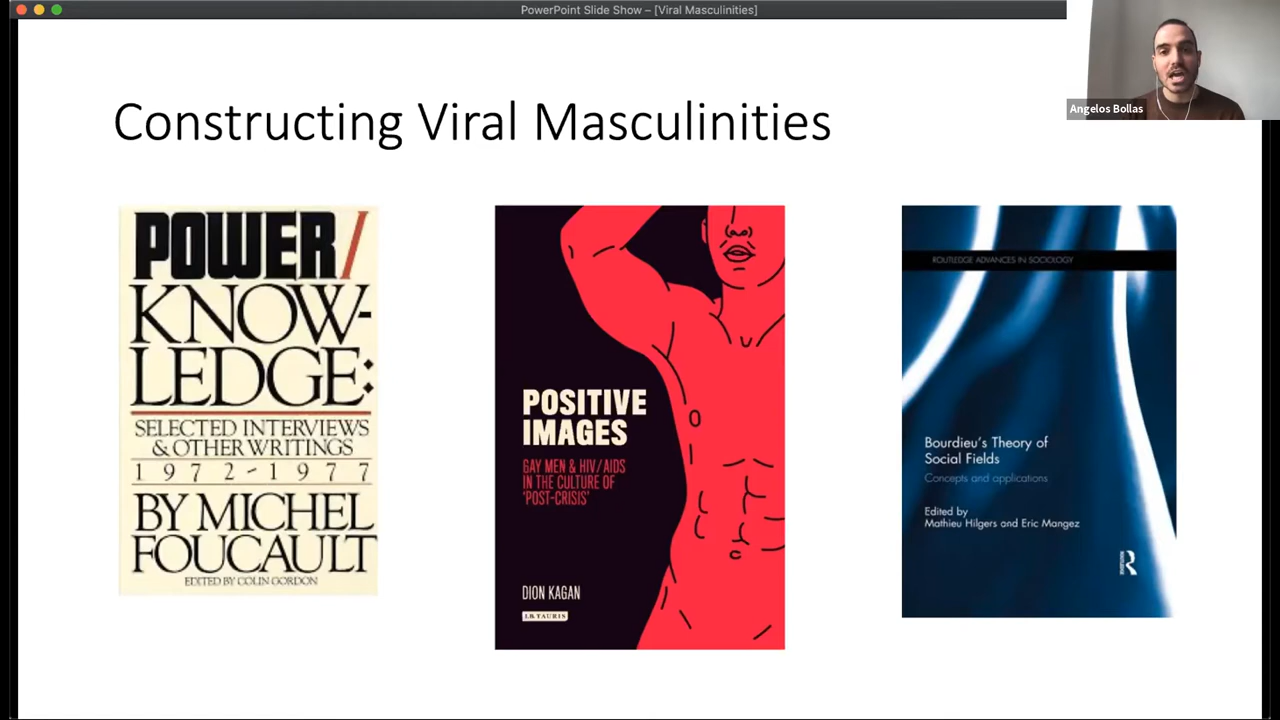 PowerPoint Slide Show – [Viral Masculinities]
Angelos Bollas
Constructing Viral Masculinities
POWER/
KNOW-
LEDGE:
SELECTED INTERVIEWS
& OTHER WRITINGS
1972-1977
BY MICHEL
FOUCAULT
EDITED BY COLIN GORDON
POSITIVE
IMAGES
GAY MEN & HIV/AIDS
IN THE CULTURE OF
'POST-CRISIS'
DION KAGAN
I.B.TAURIS
ROUTLEDGE ADVANCES IN SOCIOLOGY
Bourdieu's Theory of
Social Fields
Concepts and applications
Edited by
Mathieu Hilgers and Eric Mangez
R